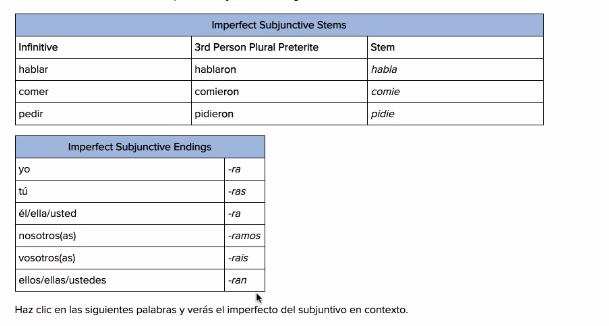 Imperfect Subjunctive Stems
Infinitive 3rd Person Plural Preterite Stem
hablar hablaron habla
comer comieron comie
pedir pidieron pidie
Imperfect Subjunctive Endings
yo -ra
tú -ras
él/ella/usted -ra
nosotros(as) -ramos
vosotros(as) -rais
ellos/ellas/ustedes -ran
Haz clic en las siguientes palabras y verás el imperfecto del subjuntivo en contexto.